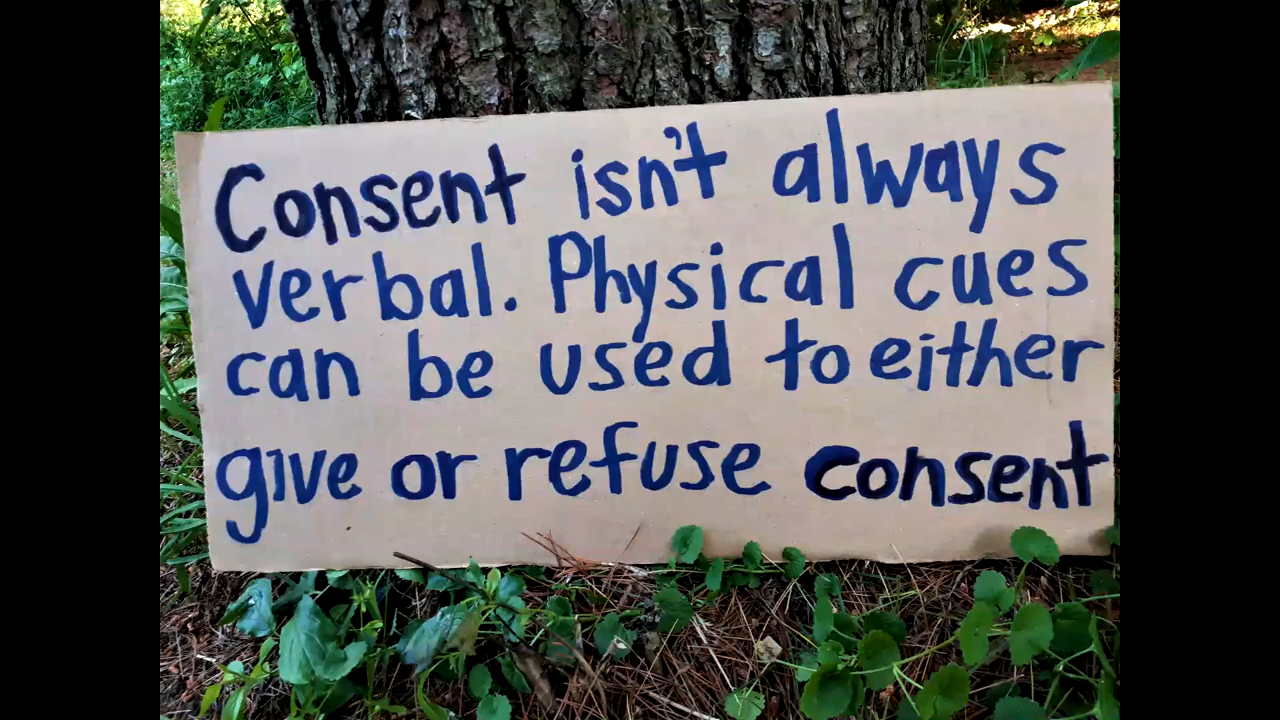 Consent isn't always
verbal. Physical cues
can be used to either
give or refuse consent